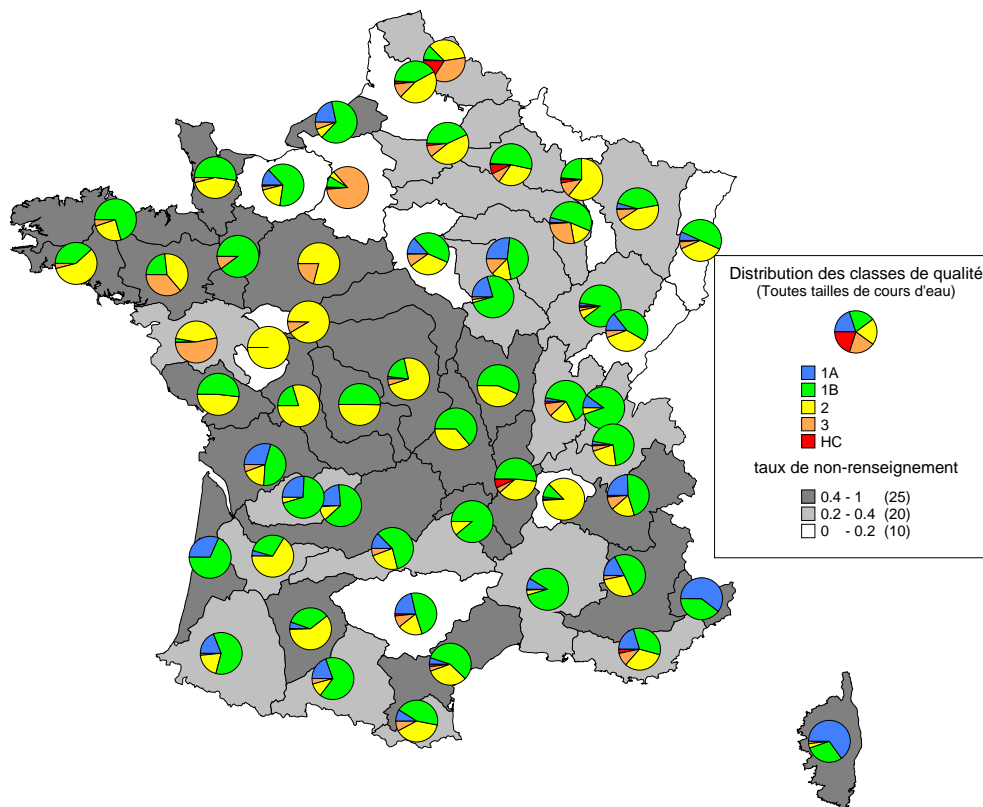 Distribution des classes de qualité
(Toutes tailles de cours d'eau)
1A
1B
2
3
HC
taux de non-renseignement
0.4 - 1 (25)
0.2 - 0.4 (20)
0 - 0.2 (10)